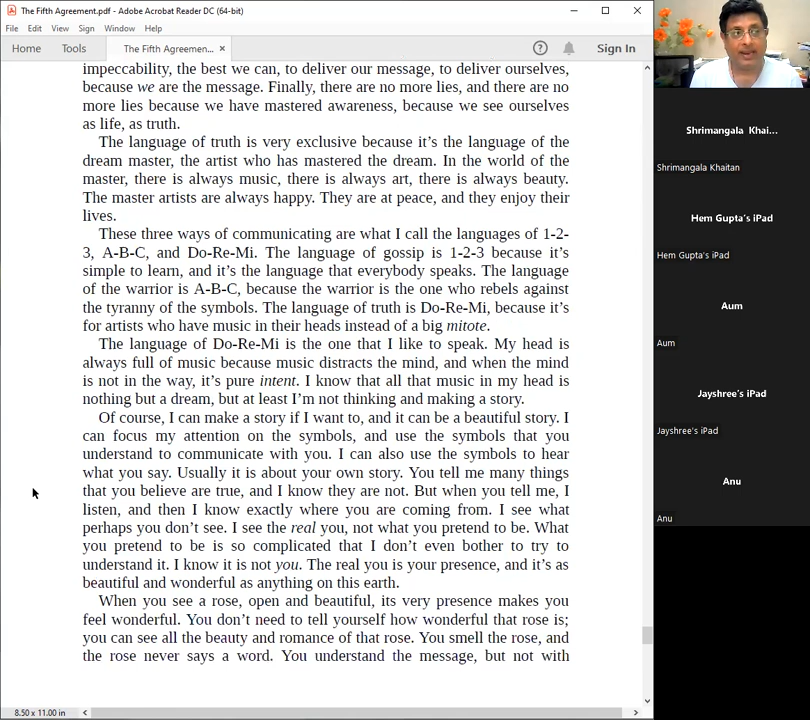 The Fifth Agreement.pdf - Adobe Acrobat Reader DC (64-bit)
File Edit View Sign Window Help
Home Tools The Fifth Agreemen... × ? Sign In
impeccability, the best we can, to deliver our message, to deliver ourselves,
because we are the message. Finally, there are no more lies, and there are no
more lies because we have mastered awareness, because we see ourselves
as life, as truth.
The language of truth is very exclusive because it’s the language of the
dream master, the artist who has mastered the dream. In the world of the
master, there is always music, there is always art, there is always beauty.
The master artists are always happy. They are at peace, and they enjoy their
lives.
These three ways of communicating are what I call the languages of 1-2-
3, A-B-C, and Do-Re-Mi. The language of gossip is 1-2-3 because it’s
simple to learn, and it’s the language that everybody speaks. The language
of the warrior is A-B-C, because the warrior is the one who rebels against
the tyranny of the symbols. The language of truth is Do-Re-Mi, because it’s
for artists who have music in their heads instead of a big mitote.
The language of Do-Re-Mi is the one that I like to speak. My head is
always full of music because music distracts the mind, and when the mind
is not in the way, it’s pure intent. I know that all that music in my head is
nothing but a dream, but at least I’m not thinking and making a story.
Of course, I can make a story if I want to, and it can be a beautiful story. I
can focus my attention on the symbols, and use the symbols that you
understand to communicate with you. I can also use the symbols to hear
what you say. Usually it is about your own story. You tell me many things
that you believe are true, and I know they are not. But when you tell me, I
listen, and then I know exactly where you are coming from. I see what
perhaps you don’t see. I see the real you, not what you pretend to be. What
you pretend to be is so complicated that I don’t even bother to try to
understand it. I know it is not you. The real you is your presence, and it’s as
beautiful and wonderful as anything on this earth.
When you see a rose, open and beautiful, its very presence makes you
feel wonderful. You don’t need to tell yourself how wonderful that rose is;
you can see all the beauty and romance of that rose. You smell the rose, and
the rose never says a word. You understand the message, but not with
8.50 x 11.00 in
Shrimangala Khai...
Shrimangala Khaitan
Hem Gupta's iPad
Hem Gupta's iPad
Aum
Aum
Jayshree's iPad
Jayshree's iPad
Anu
Anu